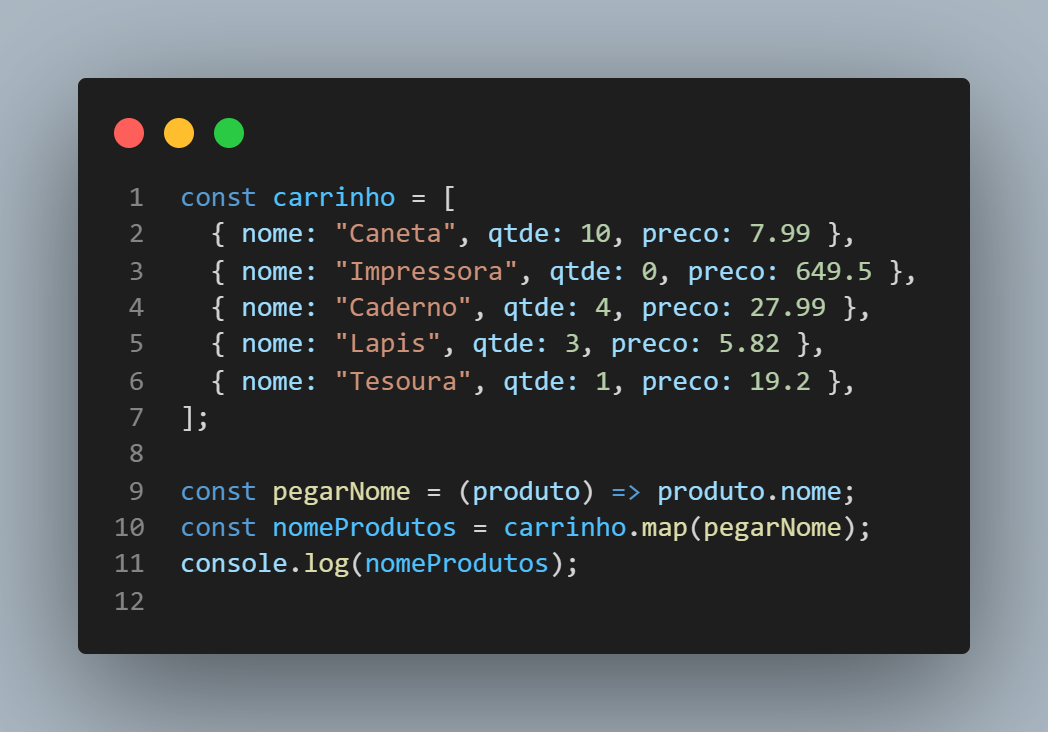 1 const carrinho = [
2   { nome: "Caneta", qtde: 10, preco: 7.99 },
3   { nome: "Impressora", qtde: 0, preco: 649.5 },
4   { nome: "Caderno", qtde: 4, preco: 27.99 },
5   { nome: "Lapis", qtde: 3, preco: 5.82 },
6   { nome: "Tesoura", qtde: 1, preco: 19.2 },
7 ];
8
9 const pegarNome = (produto) => produto.nome;
10 const nomeProdutos = carrinho.map(pegarNome);
11 console.log(nomeProdutos);
12